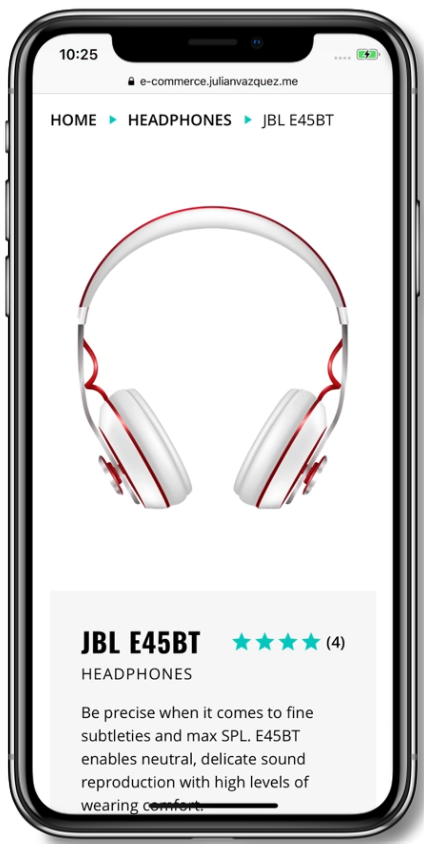 10:25
e-commerce.julianvazquez.me
HOME HEADPHONES JBL E45BT
JBL E45BT (4)
HEADPHONES
Be precise when it comes to fine
subtleties and max SPL. E45BT
enables neutral, delicate sound
reproduction with high levels of
wearing comfort.